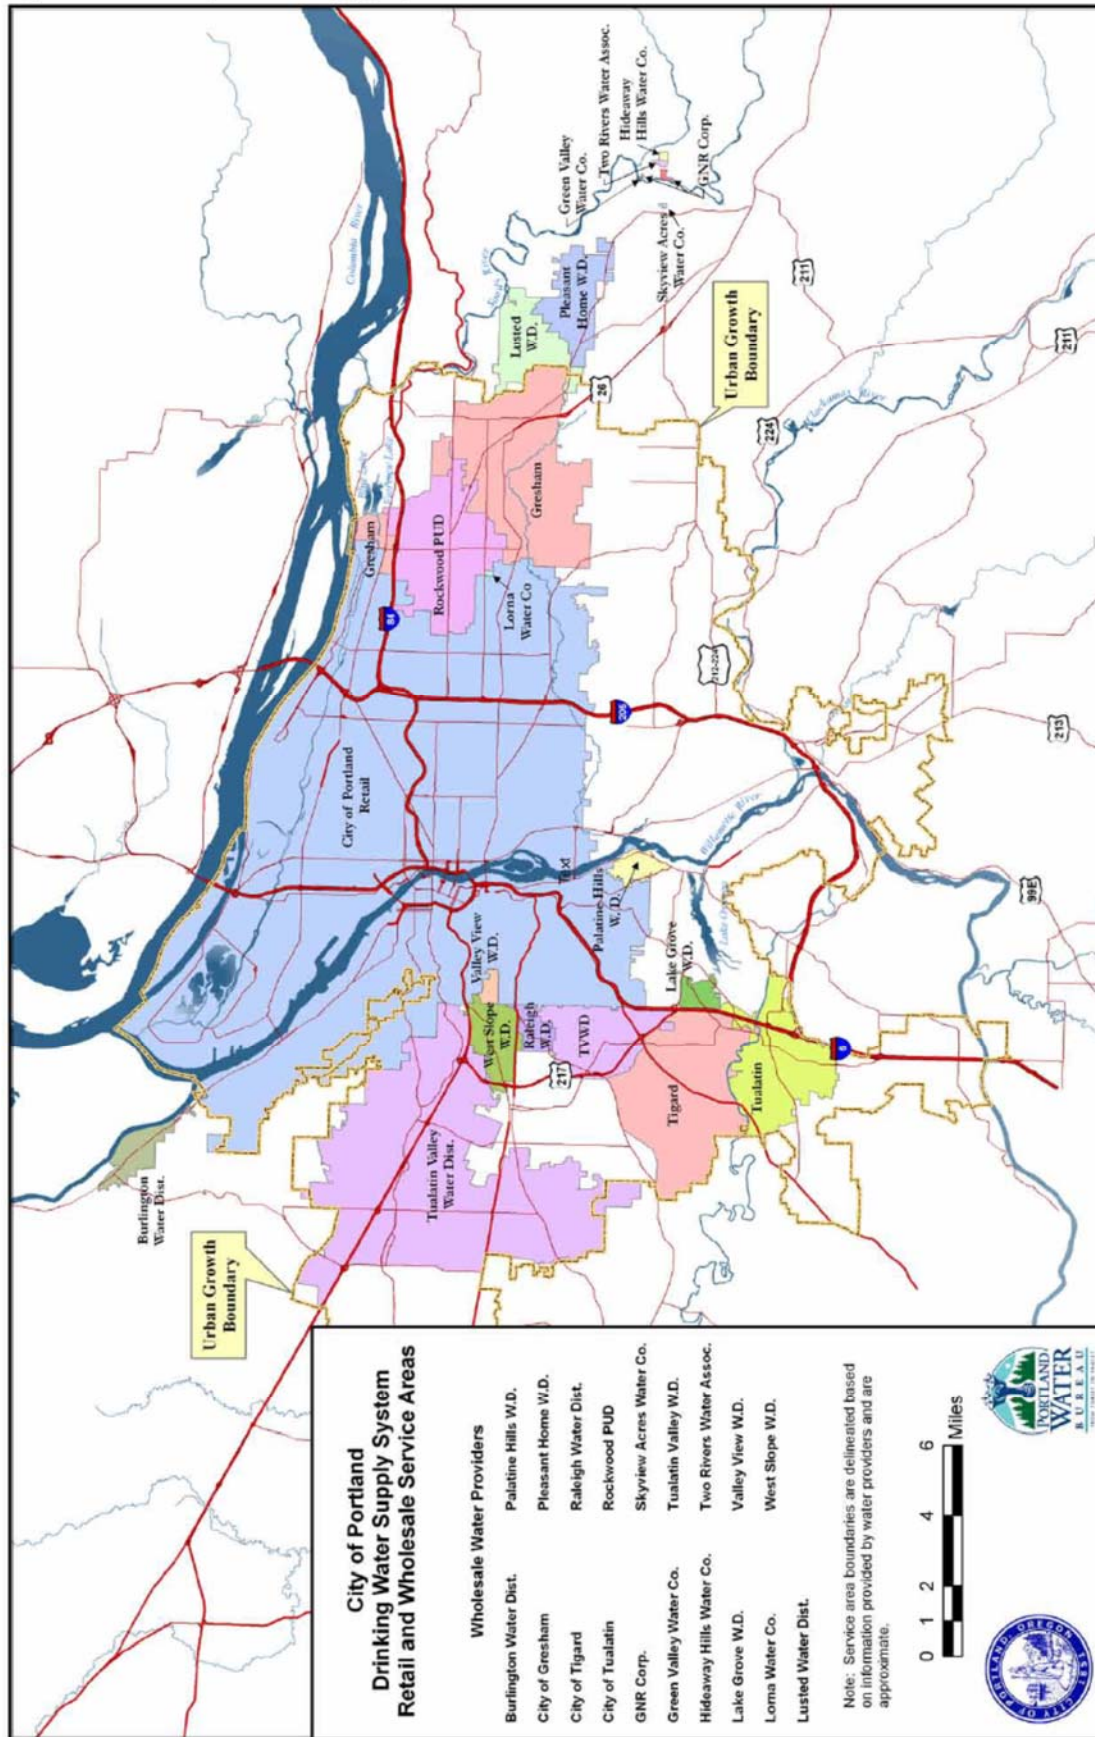 City of Portland
Drinking Water Supply System
Retail and Wholesale Service Areas
Wholesale Water Providers
Burlington Water Dist.
City of Gresham
City of Tigard
City of Tualatin
GNR Corp.
Green Valley Water Co.
Hideaway Hills Water Co.
Lake Grove W.D.
Lorna Water Co.
Lusted Water Dist.
Palatine Hills W.D.
Pleasant Home W.D.
Raleigh Water Dist.
Rockwood PUD
Skyview Acres Water Co.
Tualatin Valley W.D.
Two Rivers Water Assoc.
Valley View W.D.
West Slope W.D.
Note: Service area boundaries are delineated based
on information provided by water providers and are
approximate.
0 1 2 4 6
Miles
CITY OF PORTLAND, OREGON 1851
PORTLAND
WATER
BUREAU
Urban Growth
Boundary
Burlington
Water Dist.
Tualatin Valley
Water Dist.
West Slope
W.D.
Valley View
W.D.
Raleigh
W.D.
TVWD
217
Tigard
Tualatin
5
Lake Grove
W.D.
Palatine Hills
W. D.
Text
City of Portland
Retail
Willamette River
Lake Oswego
99E
205
213
212-224
84
Gresham
Rockwood PUD
Lorna
Water Co
Gresham
Fairview Lake
Columbia River
Sandy River
Lusted
W.D.
Pleasant
Home W.D.
26
Urban Growth
Boundary
224
Clackamas River
211
211
Green Valley
Water Co.
Two Rivers Water Assoc.
Hideaway
Hills Water Co.
GNR Corp.
Skyview Acres
Water Co.